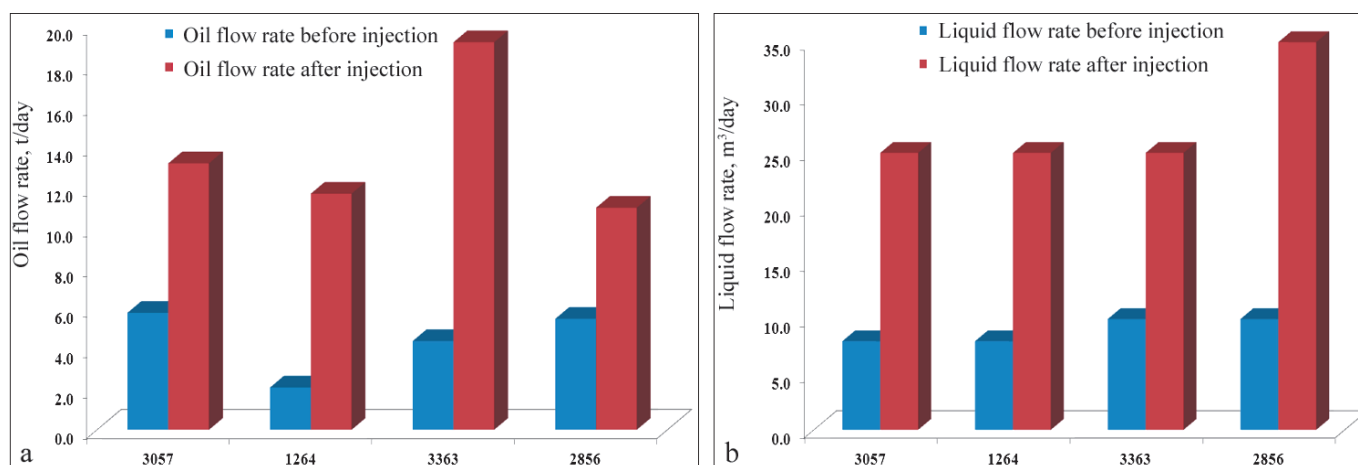 Oil flow rate before injection
Oil flow rate after injection
Oil flow rate, t/day
20.0
18.0
16.0
14.0
12.0
10.0
8.0
6.0
4.0
2.0
0.0
3057 1264 3363 2856
a
Liquid flow rate before injection
Liquid flow rate after injection
Liquid flow rate, m³/day
35.0
30.0
25.0
20.0
15.0
10.0
5.0
0.0
3057 1264 3363 2856
b